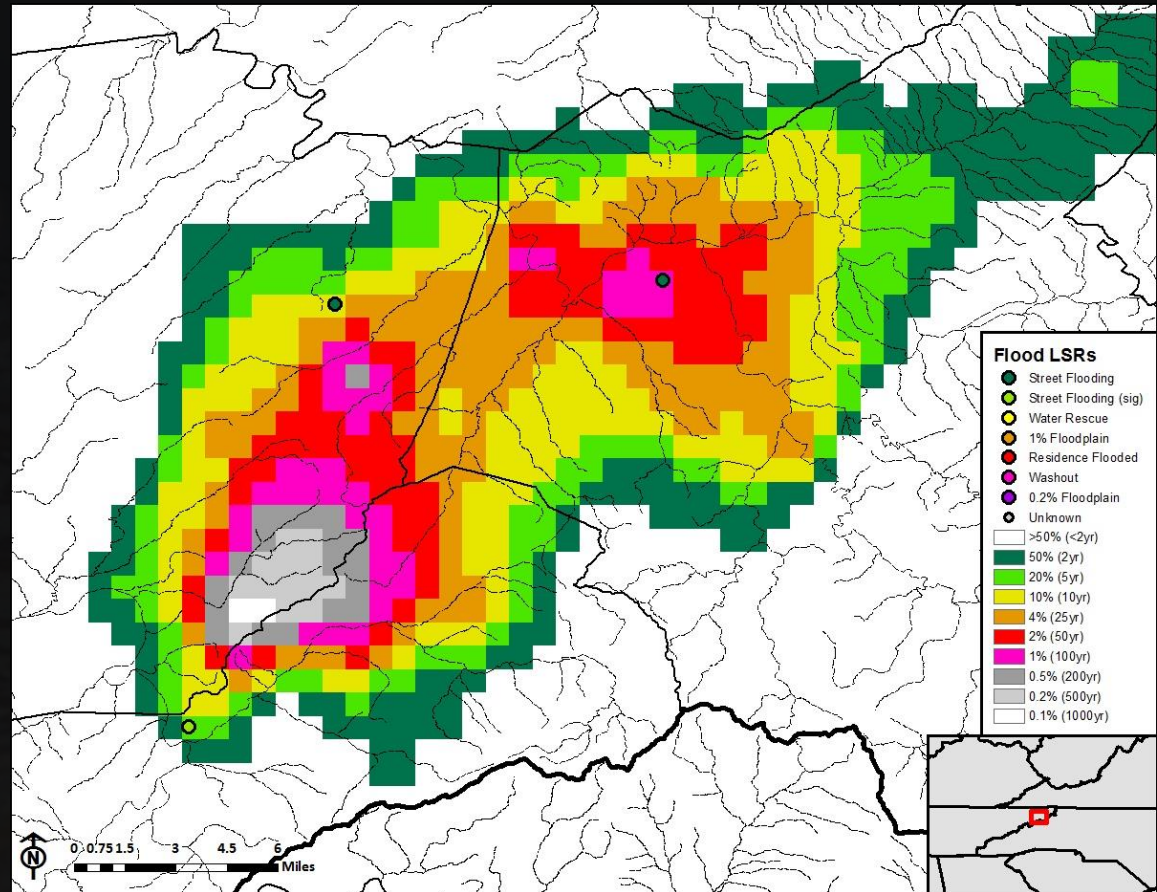 Flood LSRs
Street Flooding
Street Flooding (sig)
Water Rescue
1% Floodplain
Residence Flooded
Washout
0.2% Floodplain
Unknown
>50% (<2yr)
50% (2yr)
20% (5yr)
10% (10yr)
4% (25yr)
2% (50yr)
1% (100yr)
0.5% (200yr)
0.2% (500yr)
0.1% (1000yr)
N
0 0.75 1.5 3 4.5 6
Miles